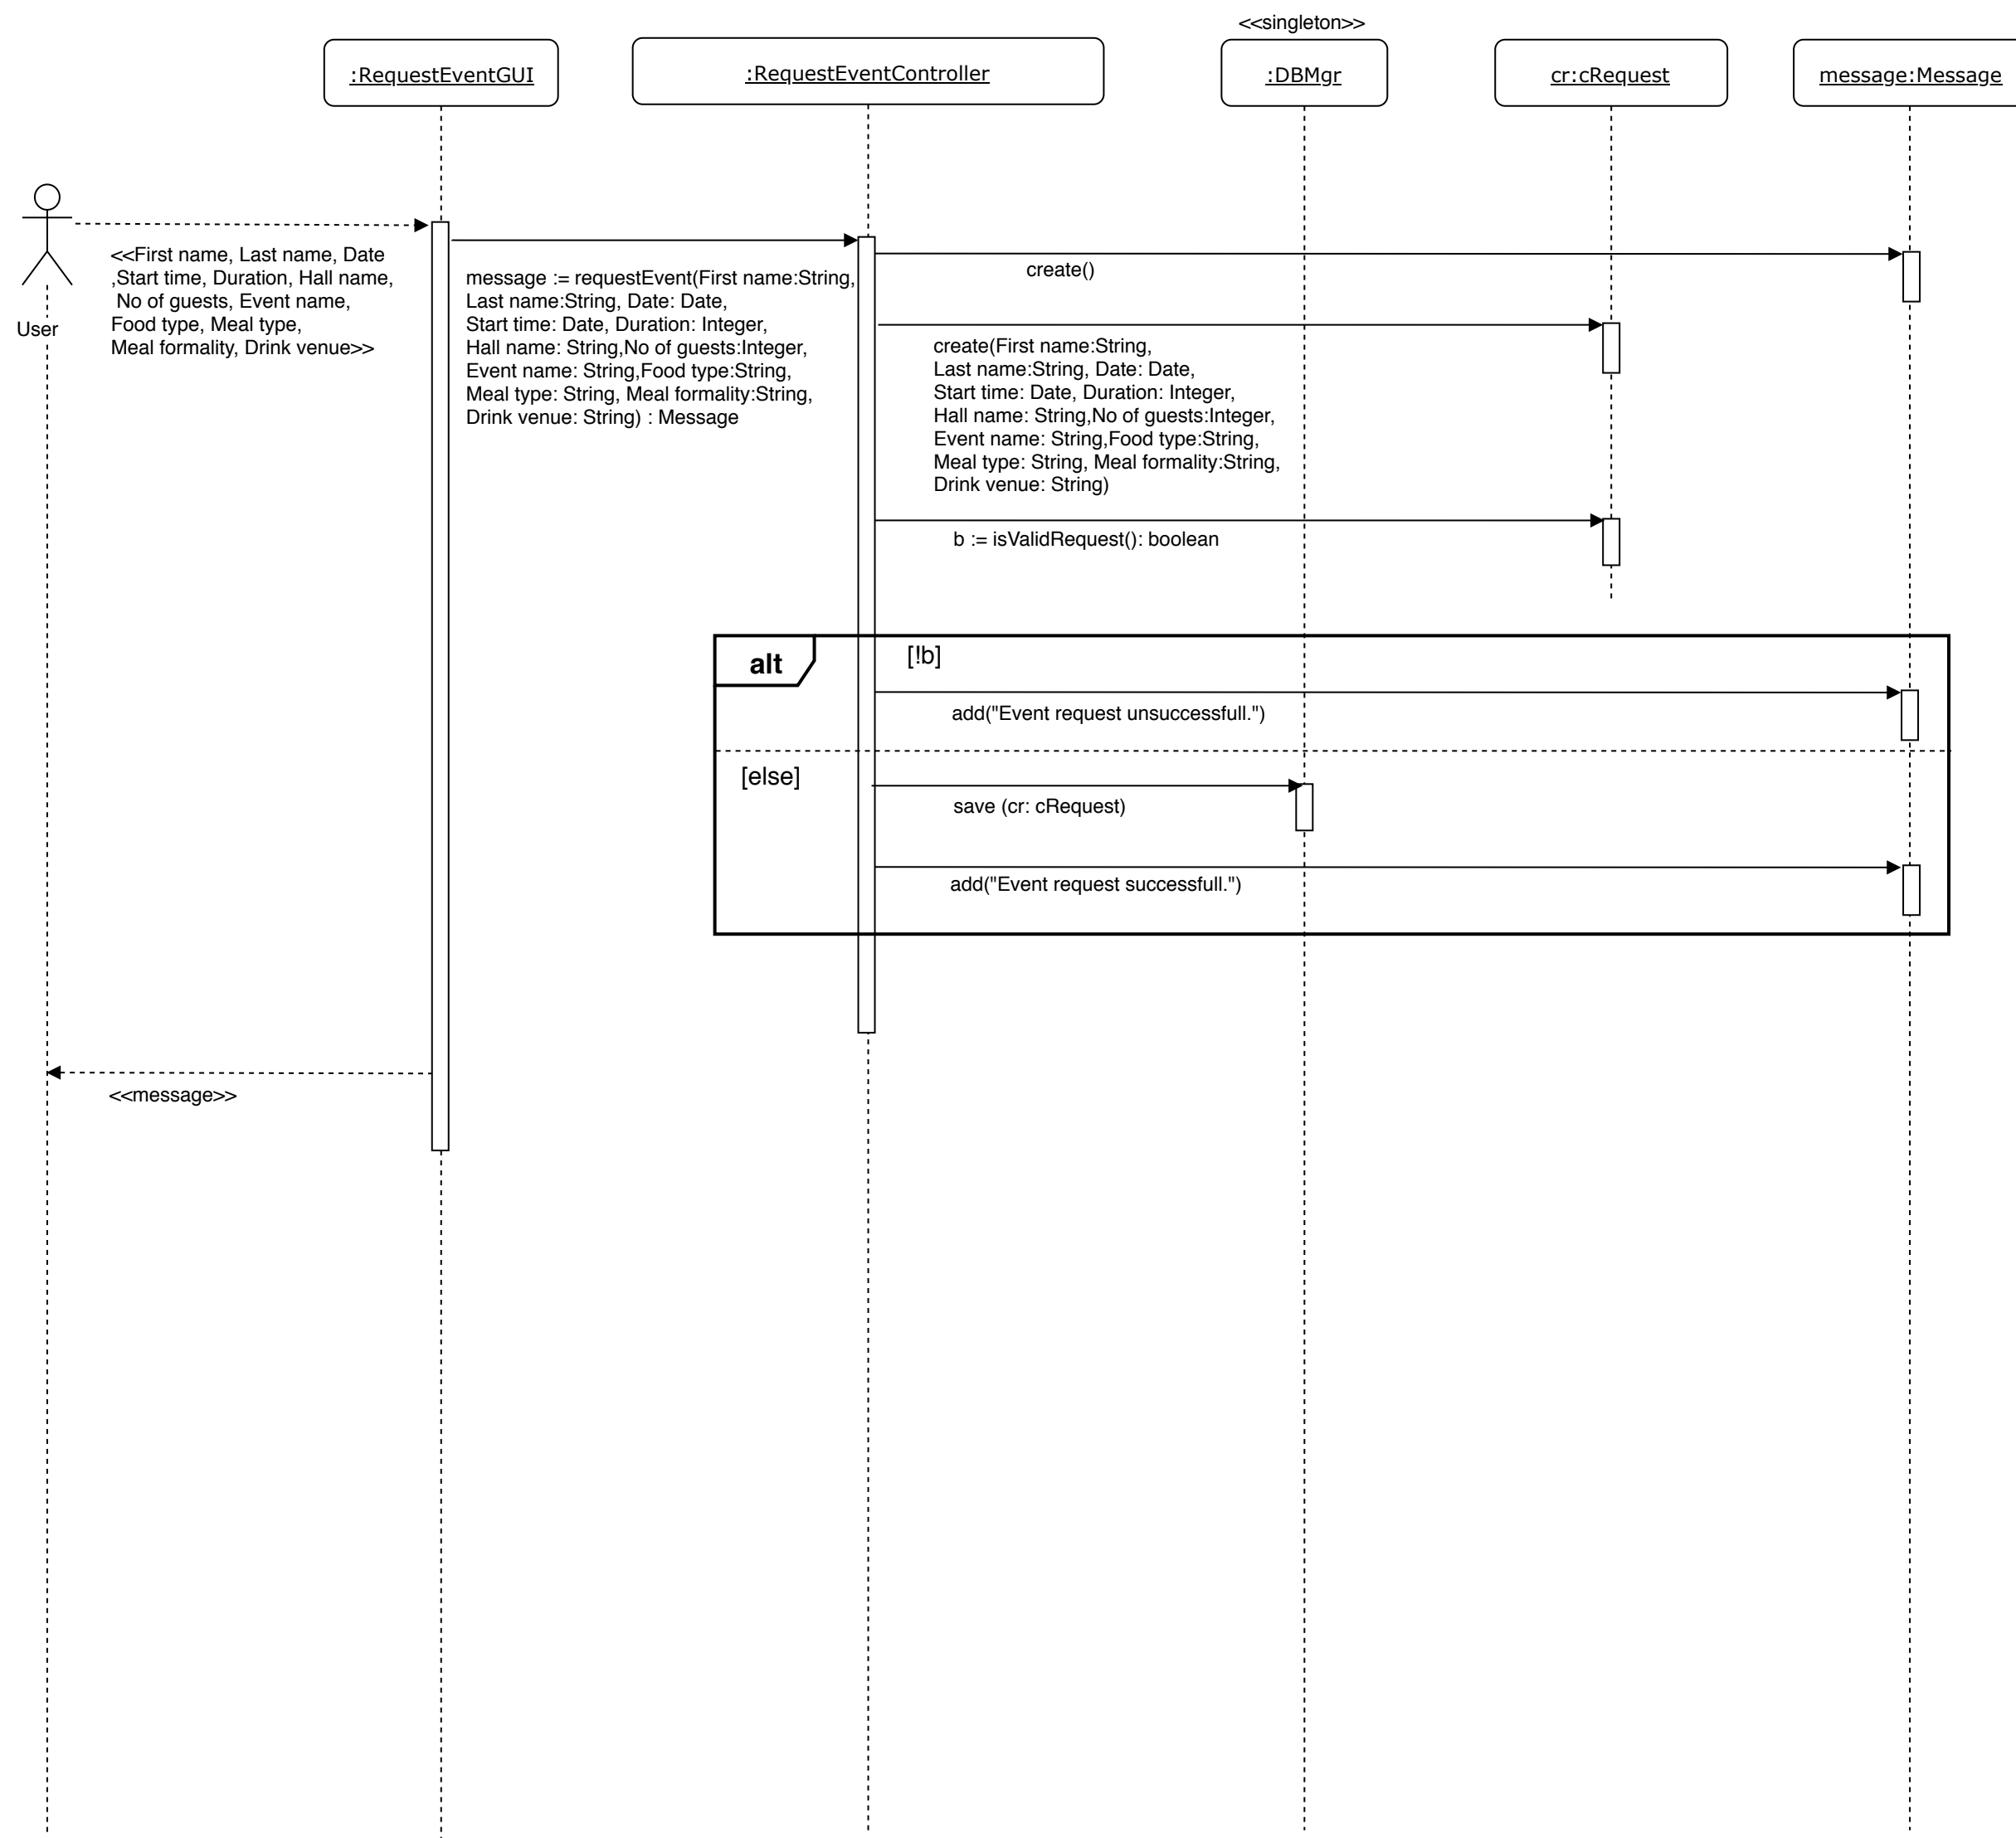 <<singleton>>
:RequestEventGUI
:RequestEventController
:DBMgr
cr:cRequest
message:Message
User
<<First name, Last name, Date
,Start time, Duration, Hall name,
No of guests, Event name,
Food type, Meal type,
Meal formality, Drink venue>>
message := requestEvent(First name:String,
Last name:String, Date: Date,
Start time: Date, Duration: Integer,
Hall name: String,No of guests:Integer,
Event name: String,Food type:String,
Meal type: String, Meal formality:String,
Drink venue: String) : Message
create()
create(First name:String,
Last name:String, Date: Date,
Start time: Date, Duration: Integer,
Hall name: String,No of guests:Integer,
Event name: String,Food type:String,
Meal type: String, Meal formality:String,
Drink venue: String)
b := isValidRequest(): boolean
alt
[!b]
add("Event request unsuccessfull.")
[else]
save (cr: cRequest)
add("Event request successfull.")
<<message>>